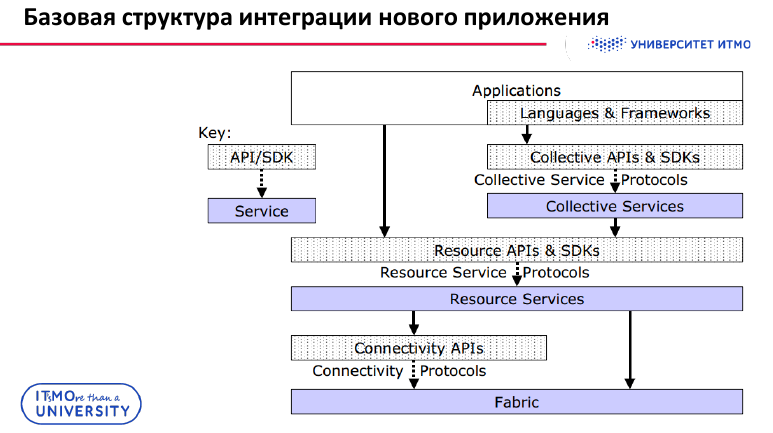 Базовая структура интеграции нового приложения
УНИВЕРСИТЕТ ИТМО
Applications
Languages & Frameworks
Key:
API/SDK
Collective APIs & SDKs
Collective Service Protocols
Service
Collective Services
Resource APIs & SDKs
Resource Service Protocols
Resource Services
Connectivity APIs
Connectivity Protocols
Fabric
ITsMOre than a
UNIVERSITY